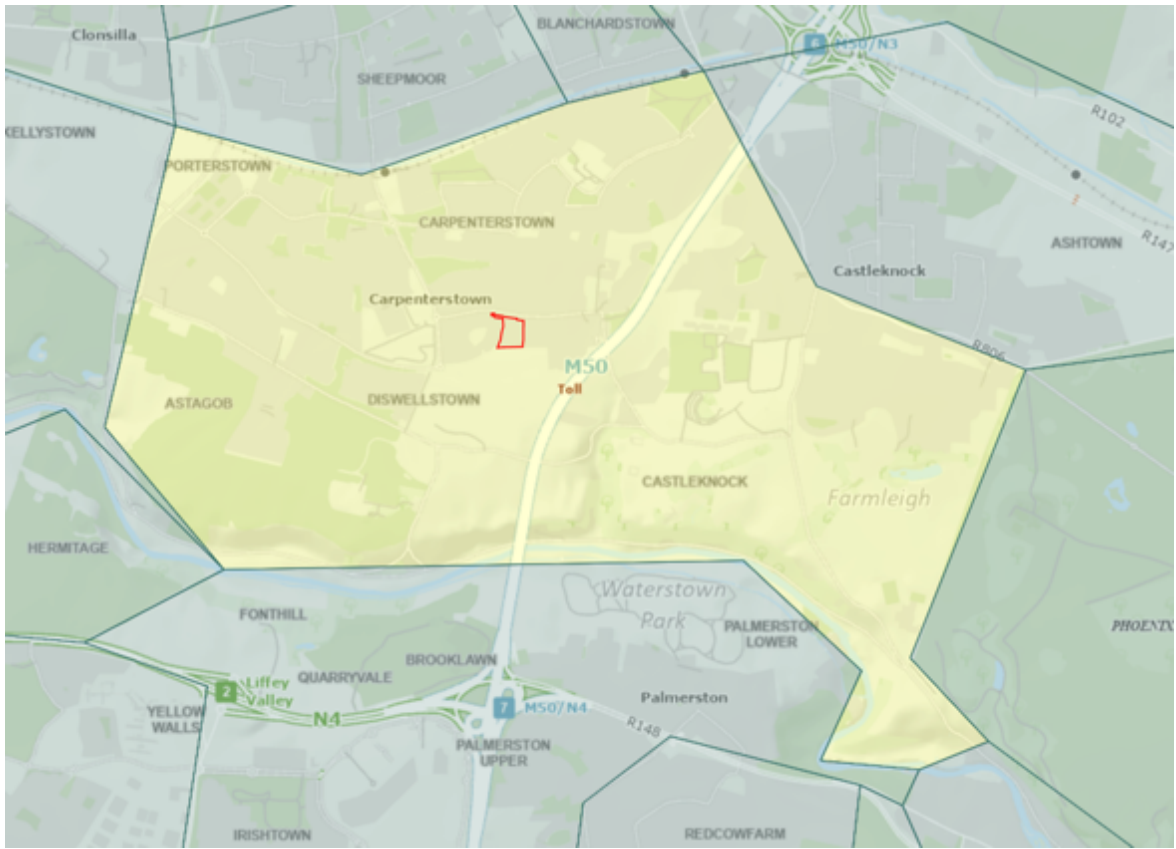 BLANCHARDSTOWN
Clonsilla
6 M50/N3
SHEEPMOOR
R102
KELLYSTOWN
PORTERSTOWN
CARPENTERSTOWN
ASHTOWN
R147
Castleknock
Carpenterstown
R806
M50
Toll
ASTAGOB
DISWELLSTOWN
CASTLEKNOCK
Farmleigh
HERMITAGE
Waterstown
Park
FONTHILL
PALMERSTON
LOWER
PHOENIX
BROOKLAWN
QUARRYVALE
2 Liffey
Valley
Palmerston
YELLOW
WALLS
N4
7 M50/N4
R148
PALMERSTON
UPPER
IRISHTOWN
REDCOWFARM